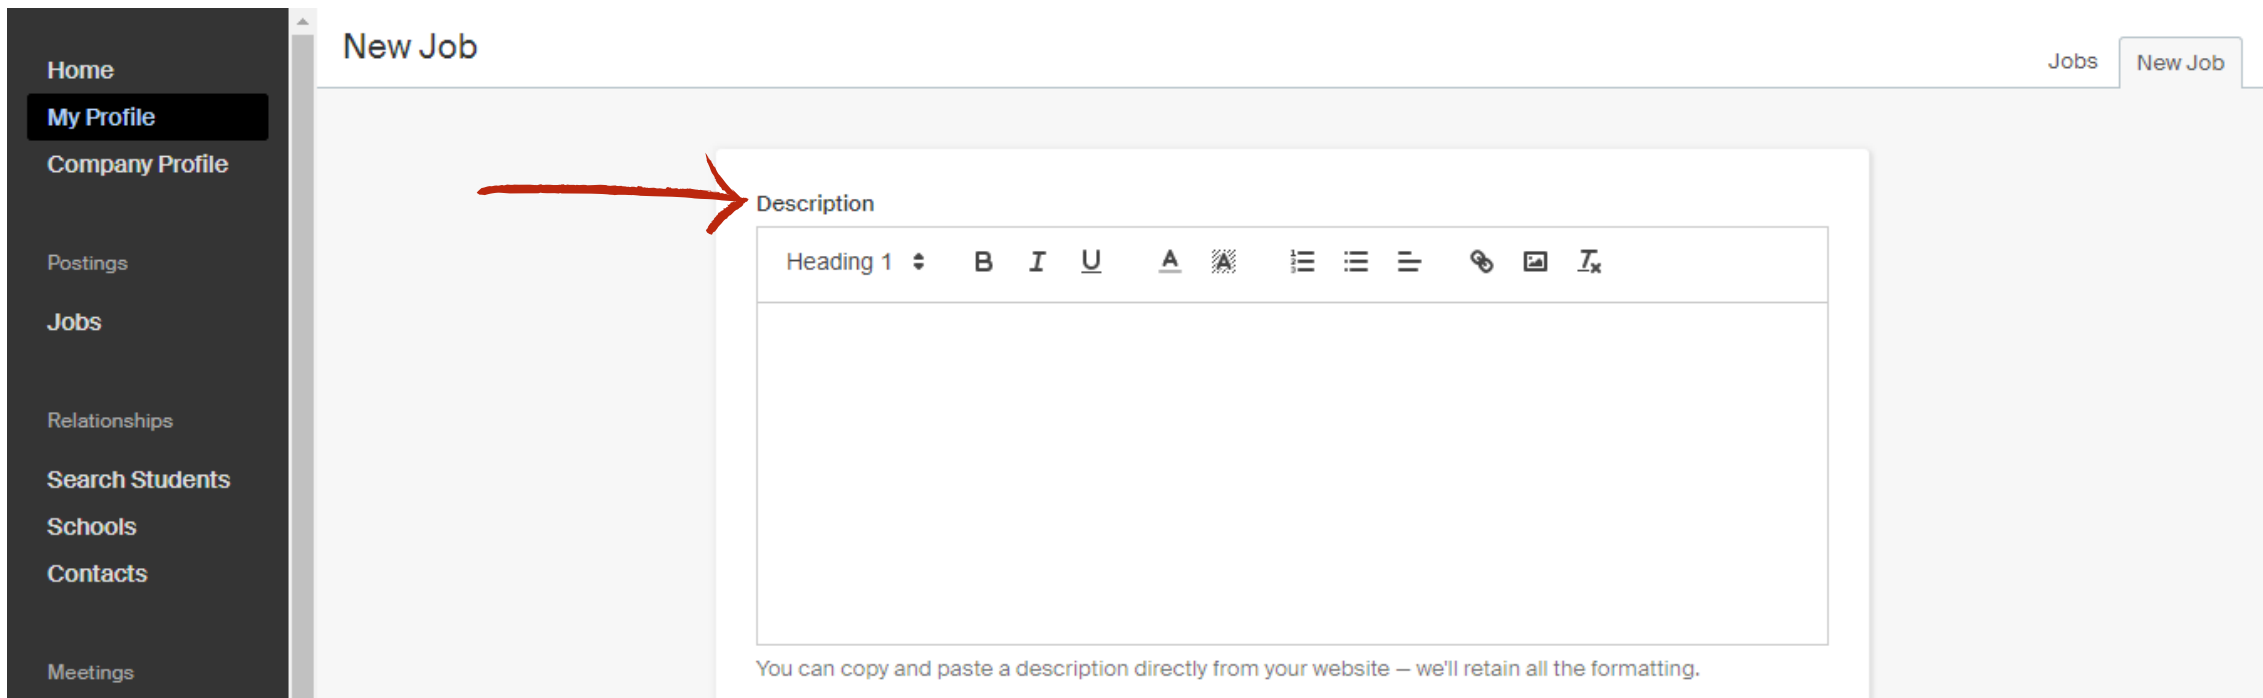 Home
My Profile
Company Profile
Postings
Jobs
Relationships
Search Students
Schools
Contacts
Meetings
New Job
Jobs
New Job
Description
Heading 1
You can copy and paste a description directly from your website – we'll retain all the formatting.